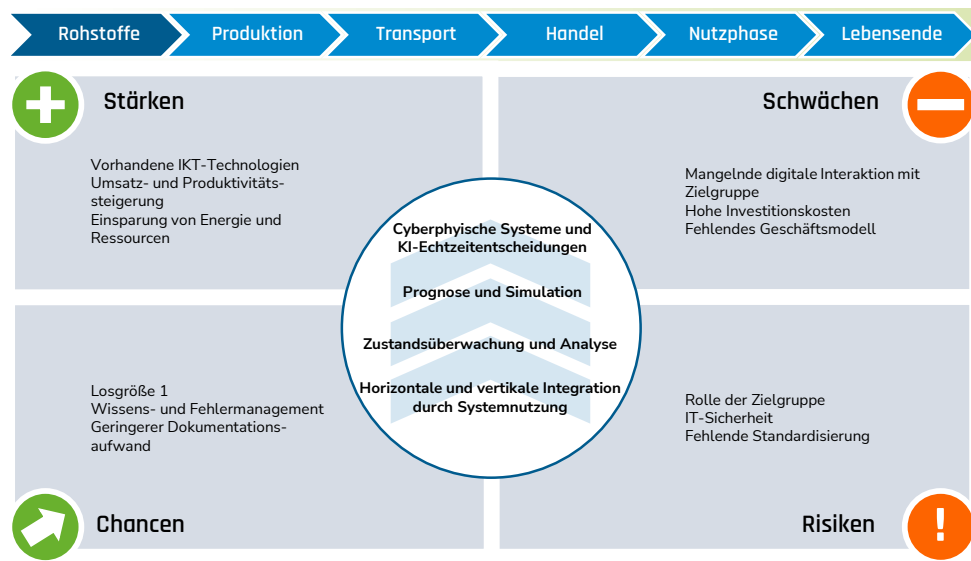 Rohstoffe
Produktion
Transport
Handel
Nutzphase
Lebensende
Stärken
Vorhandene IKT-Technologien
Umsatz- und Produktivitäts-
steigerung
Einsparung von Energie und
Ressourcen
Schwächen
Mangelnde digitale Interaktion mit
Zielgruppe
Hohe Investitionskosten
Fehlendes Geschäftsmodell
Cyberphyische Systeme und
KI-Echtzeitentscheidungen
Prognose und Simulation
Zustandsüberwachung und Analyse
Horizontale und vertikale Integration
durch Systemnutzung
Losgröße 1
Wissens- und Fehlermanagement
Geringerer Dokumentations-
aufwand
Chancen
Rolle der Zielgruppe
IT-Sicherheit
Fehlende Standardisierung
Risiken
!